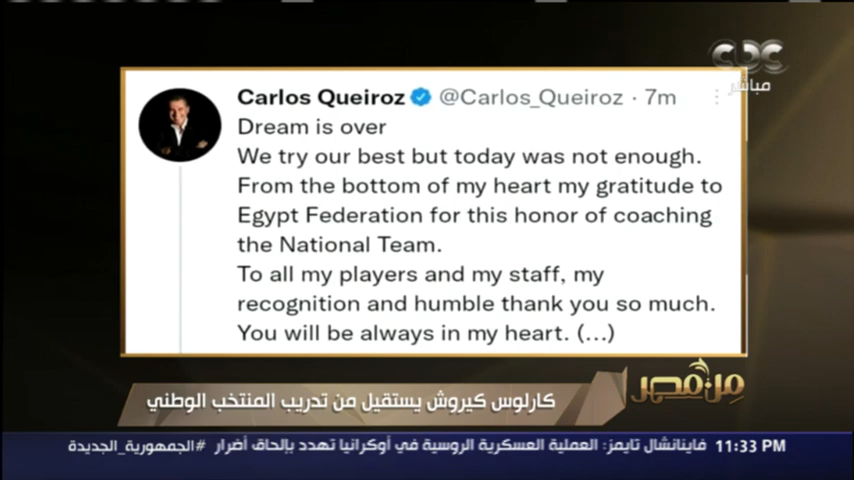 cbc
مباشر
Carlos Queiroz @Carlos_Queiroz · 7m
Dream is over
We try our best but today was not enough.
From the bottom of my heart my gratitude to
Egypt Federation for this honor of coaching
the National Team.
To all my players and my staff, my
recognition and humble thank you so much.
You will be always in my heart. (...)
من مصر
كارلوس كيروش يستقيل من تدريب المنتخب الوطني
11:33 PM فاينانشال تايمز: العملية العسكرية الروسية في أوكرانيا تهدد بإلحاق أضرار #الجمهورية_الجديدة